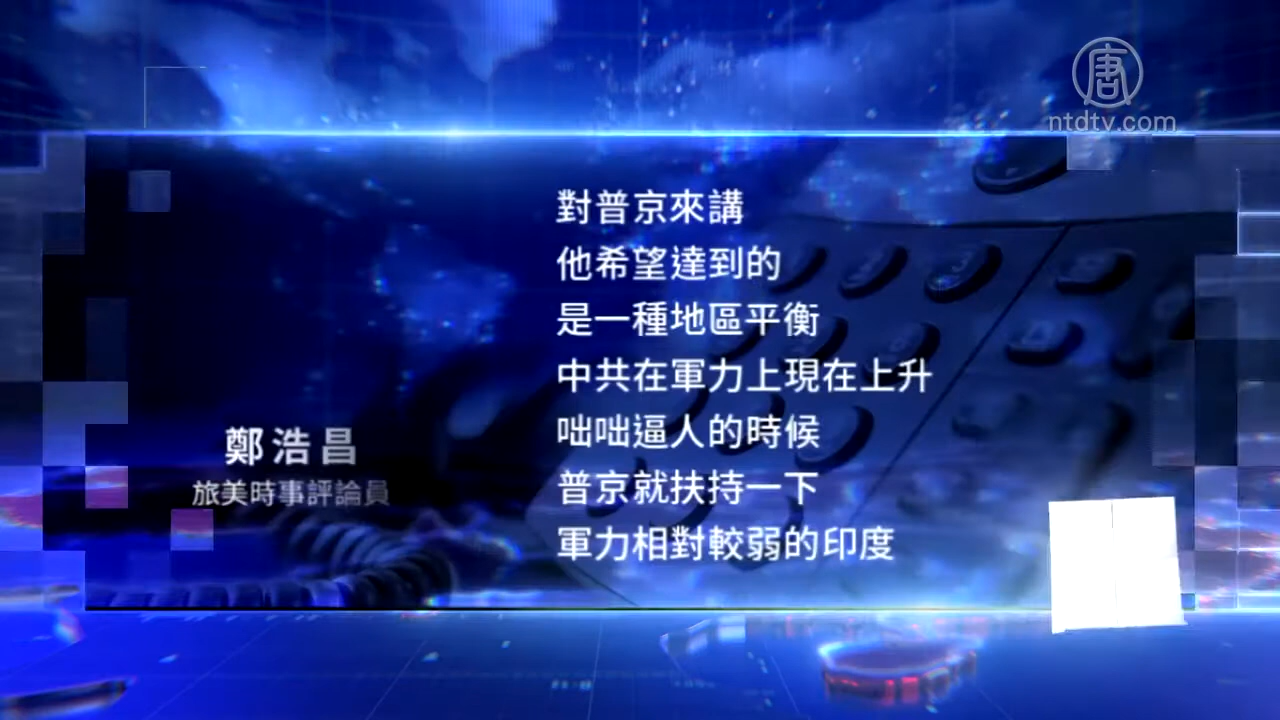 唐
ntdtv.com
對普京來講
他希望達到的
是一種地區平衡
中共在軍力上現在上升
咄咄逼人的時候
普京就扶持一下
軍力相對較弱的印度
鄭浩昌
旅美時事評論員